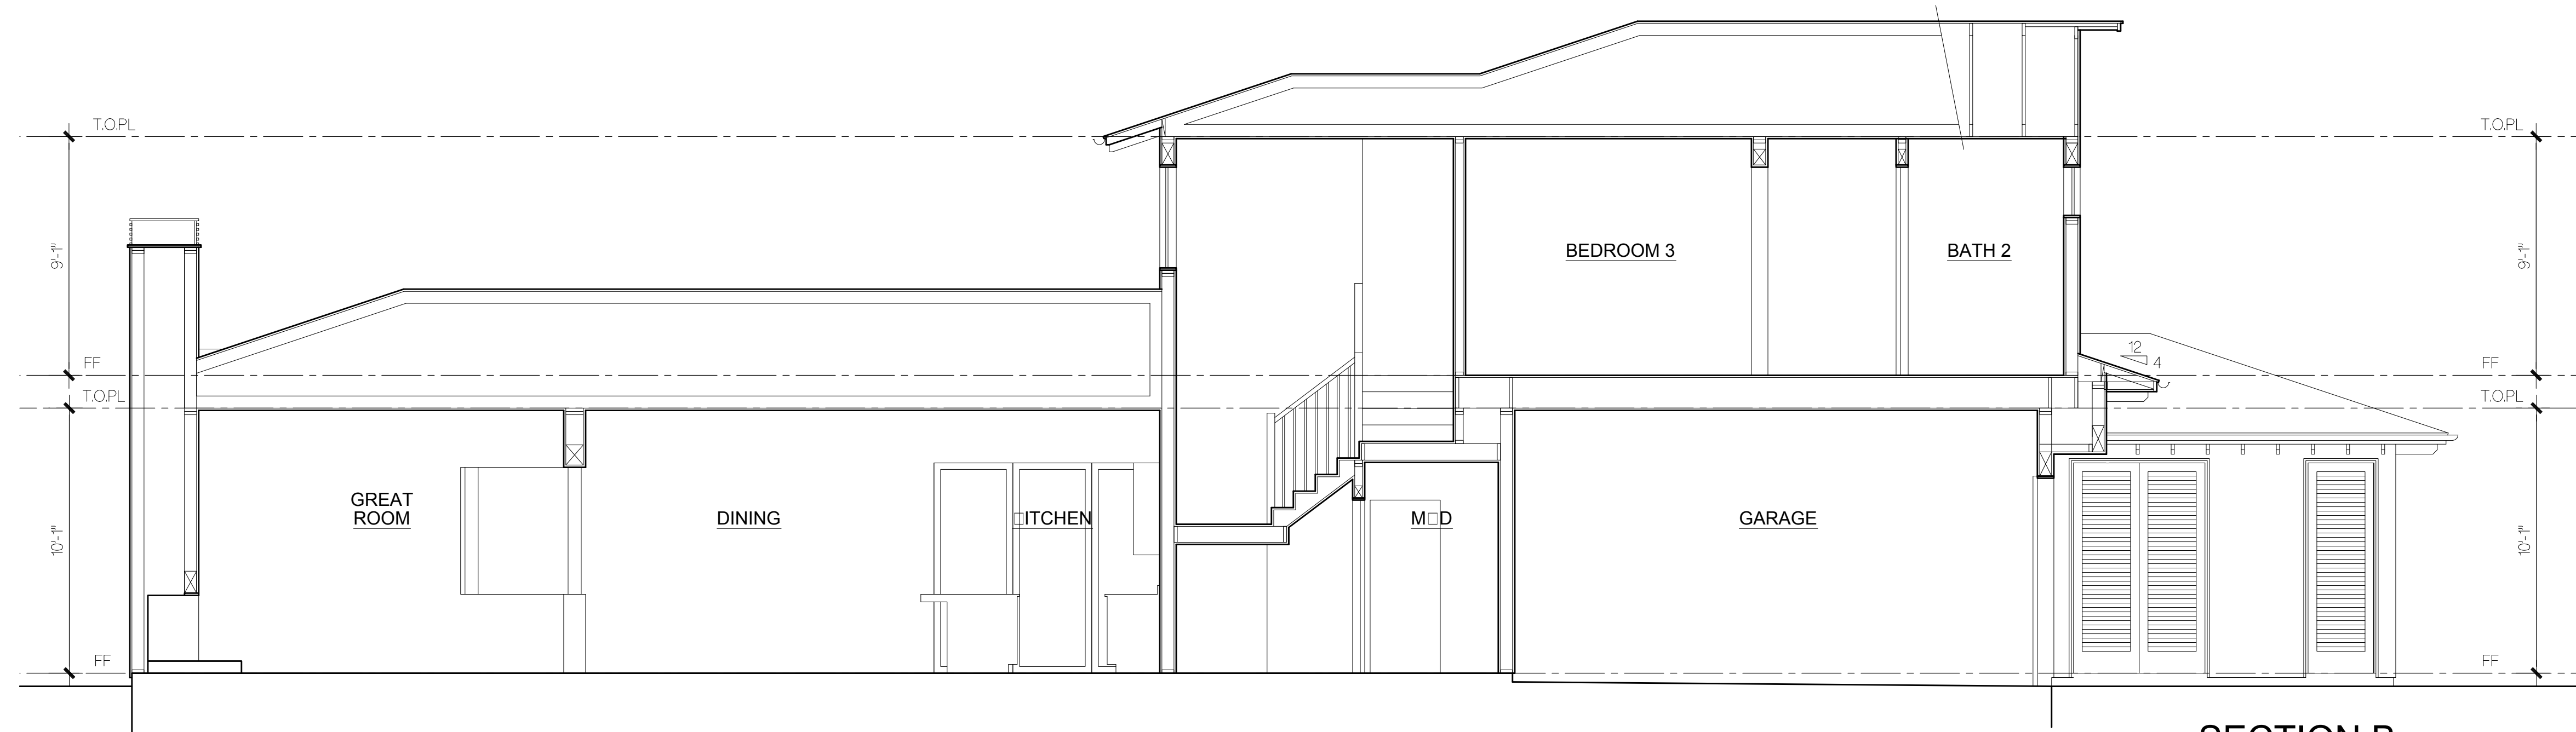 T.O.PL
T.O.PL
9'-1"
BEDROOM 3
BATH 2
9'-1"
12
4
FF
FF
T.O.PL
T.O.PL
GREAT
ROOM
DINING
□ITCHEN
M□D
GARAGE
10'-1"
10'-1"
FF
FF
SECTION B